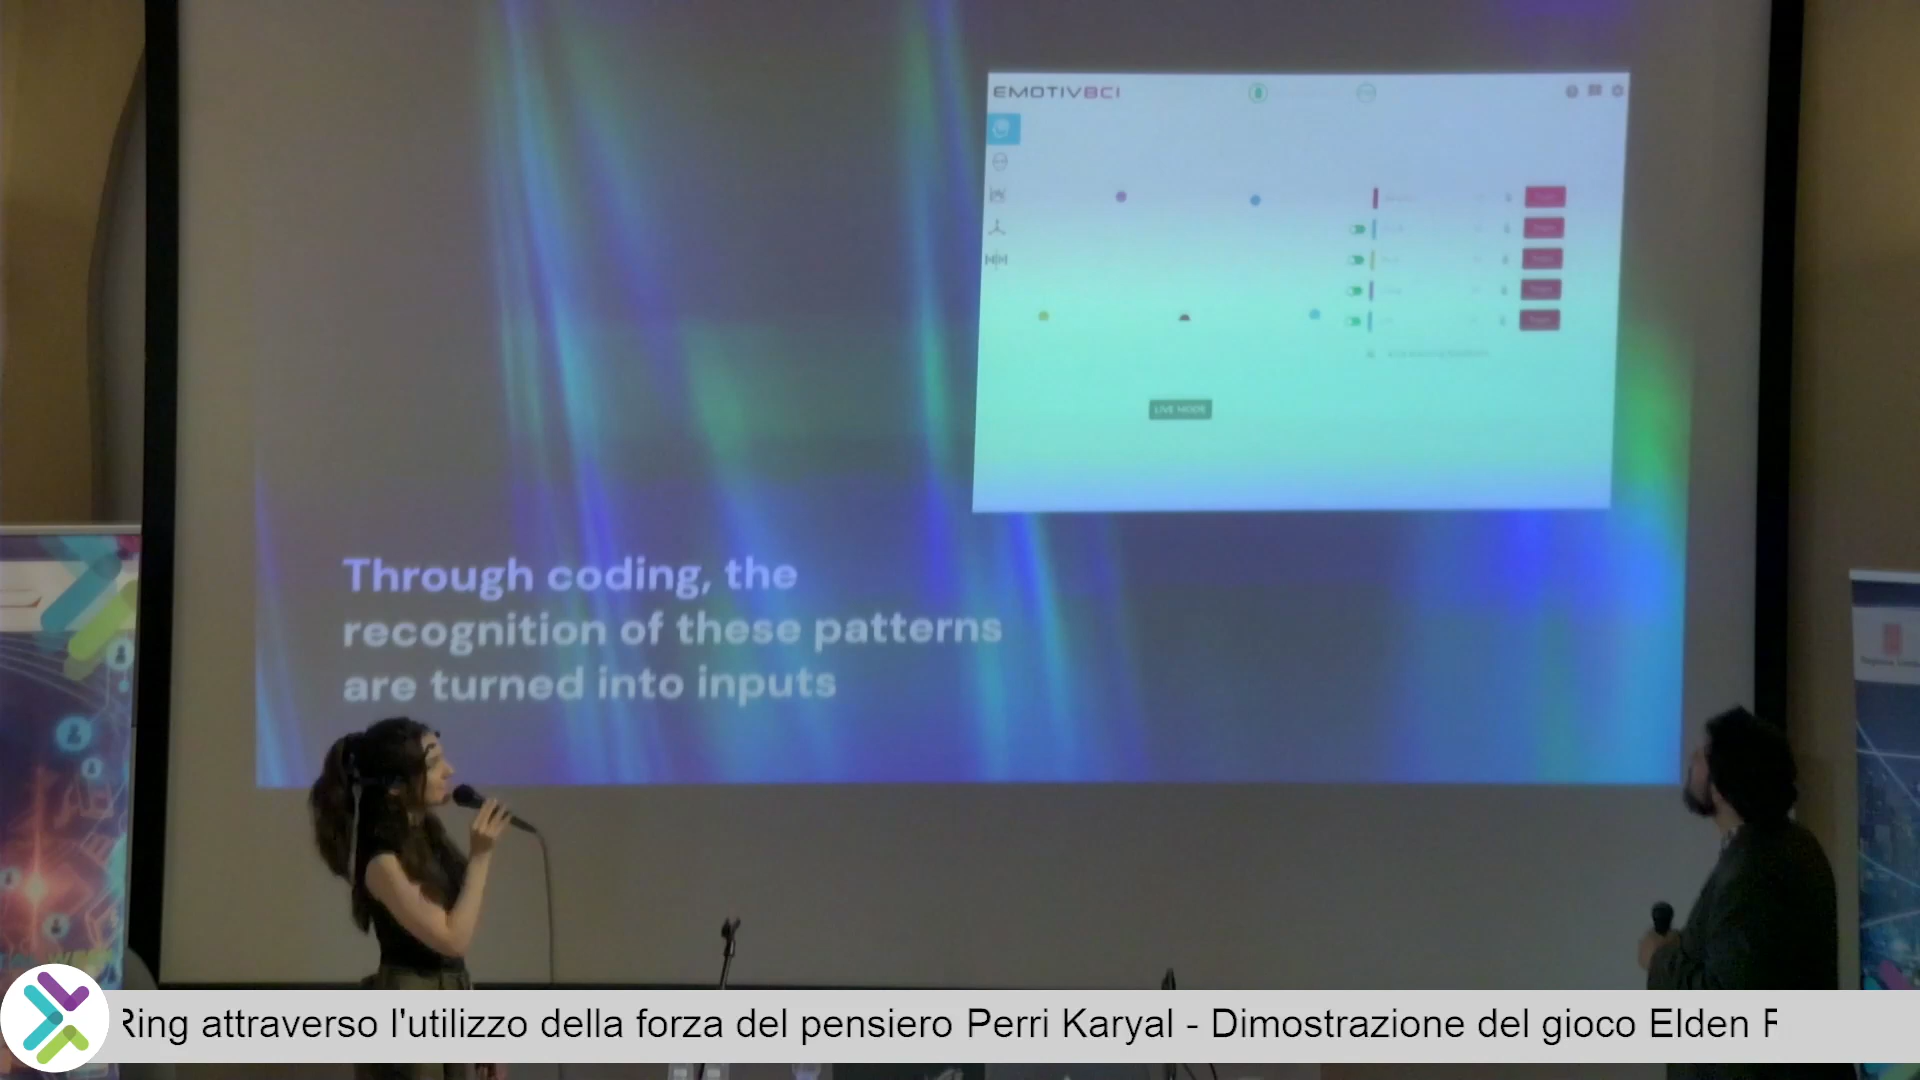 EMOTIVBCI
LIVE MODE
Through coding, the
recognition of these patterns
are turned into inputs
Ring attraverso l'utilizzo della forza del pensiero Perri Karyal - Dimostrazione del gioco Elden R